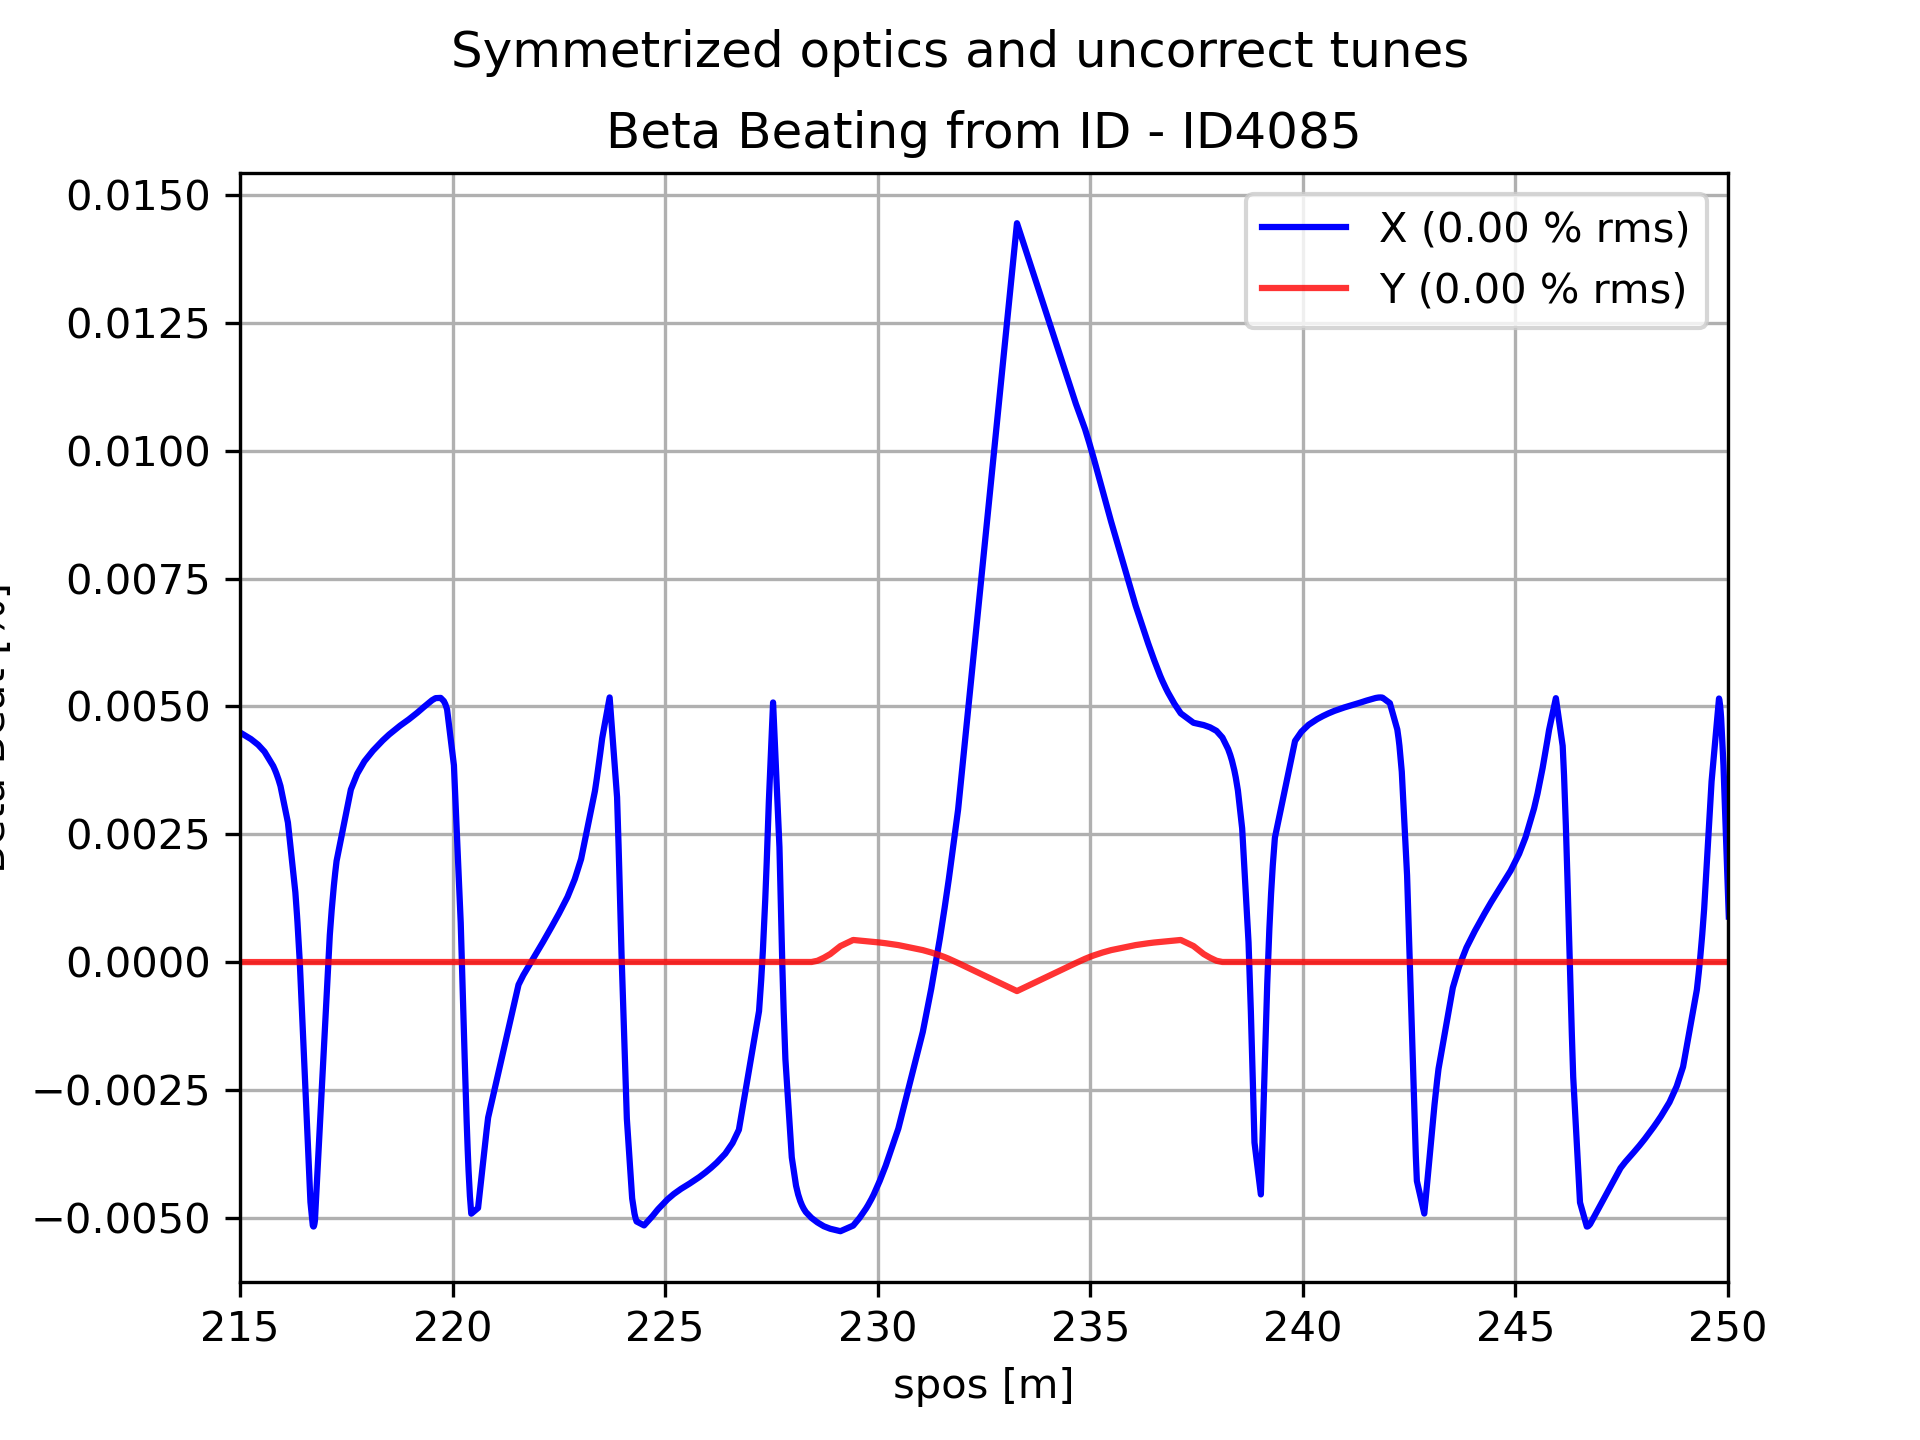 Symmetrized optics and uncorrect tunes
Beta Beating from ID - ID4085
0.0150
0.0125
0.0100
0.0075
0.0050
0.0025
0.0000
−0.0025
−0.0050
X (0.00 % rms)
Y (0.00 % rms)
215 220 225 230 235 240 245 250
spos [m]